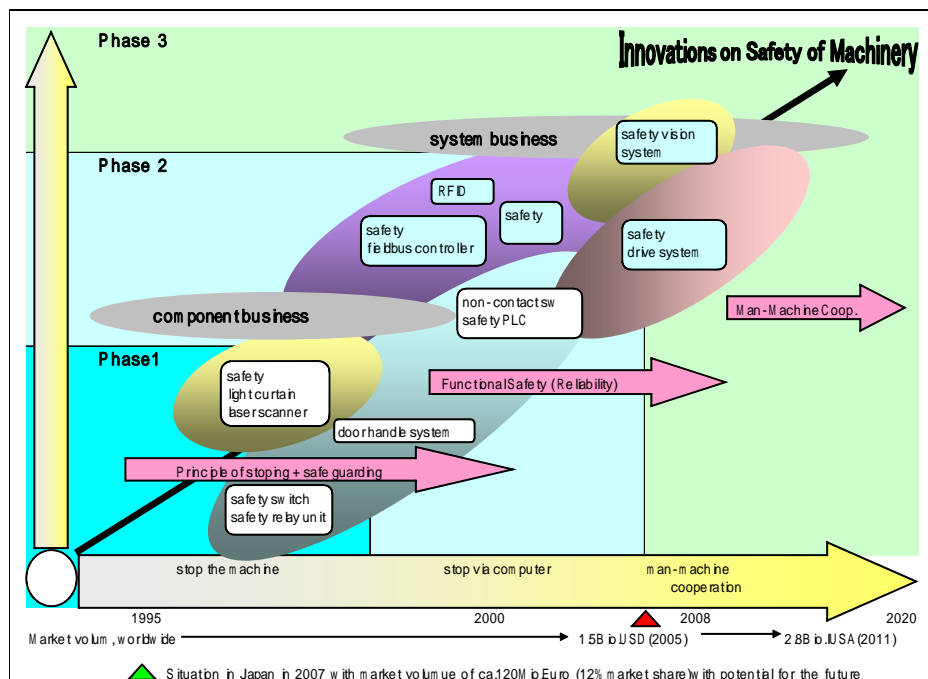 Phase 3
Innovations on Safety of Machinery
system business
safety vision
system
Phase 2
RFID
safety
safety
fieldbus controller
safety
drive system
non-contact sw
safety PLC
component business
Man-Machine Coop.
Phase1
safety
light curtain
laser scanner
Functional Safety (Reliability)
door handle system
Principle of stoping + safe guarding
safety switch
safety relay unit
stop the machine
stop via computer
man-machine
cooperation
1995
2000
2008
2020
Market volum, worldwide
1.5Bio.USD (2005)
2.8Bio.USA (2011)
Situation in Japan in 2007 with market volumue of ca.120Mio Euro (12% market share) with potential for the future